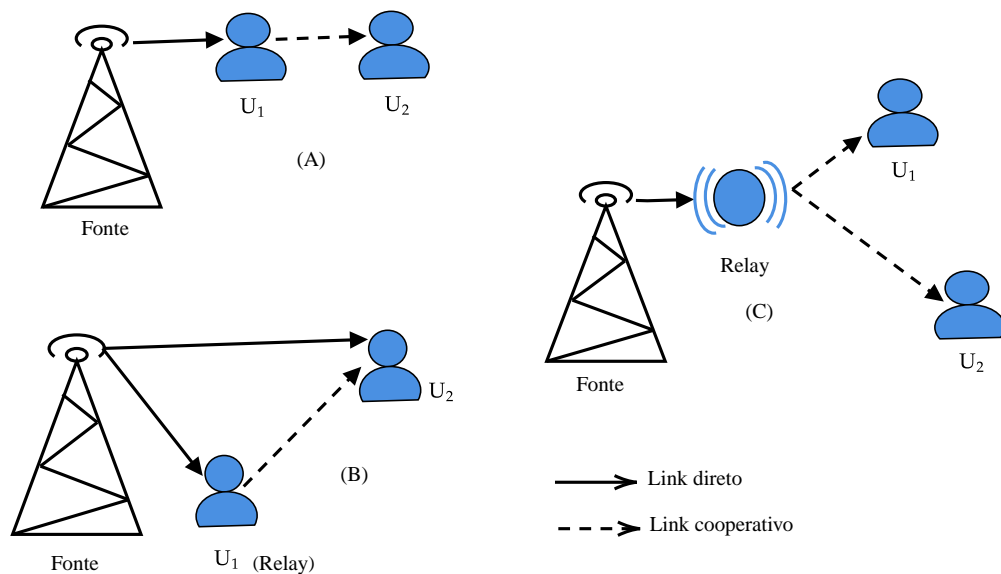 U1
U2
(A)
Fonte
U1
Relay
(C)
U2
Fonte
U2
(B)
U1 (Relay)
Fonte
Link direto
Link cooperativo